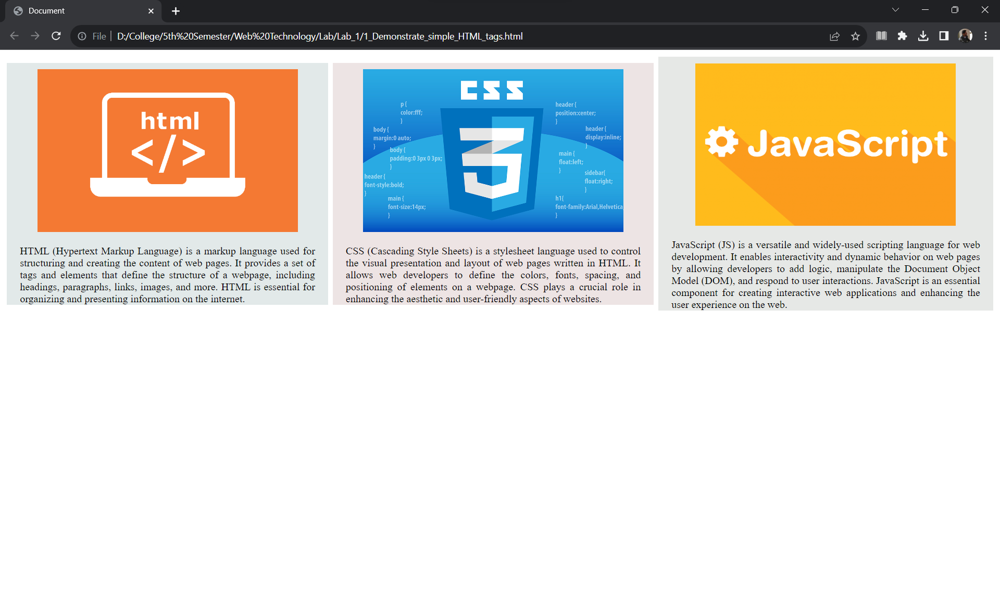 Document
File
D:/College/5th%20Semester/Web%20Technology/Lab/Lab_1/1_Demonstrate_simple_HTML_tags.html
html
</>
HTML (Hypertext Markup Language) is a markup language used for
structuring and creating the content of web pages. It provides a set of
tags and elements that define the structure of a webpage, including
headings, paragraphs, links, images, and more. HTML is essential for
organizing and presenting information on the internet.
CSS
p {
color:fff;
}
body {
margin:0 auto;
}
body {
padding:0 3px 0 3px;
}
header {
font-style:bold;
}
main {
font-size:14px;
}
header {
position:center;
}
header {
display:inline;
}
main {
float:left;
}
sidebar{
float:right;
}
h1{
font-family:Arial,Helvetica
}
3
CSS (Cascading Style Sheets) is a stylesheet language used to control
the visual presentation and layout of web pages written in HTML. It
allows web developers to define the colors, fonts, spacing, and
positioning of elements on a webpage. CSS plays a crucial role in
enhancing the aesthetic and user-friendly aspects of websites.
JavaScript
JavaScript (JS) is a versatile and widely-used scripting language for web
development. It enables interactivity and dynamic behavior on web pages
by allowing developers to add logic, manipulate the Document Object
Model (DOM), and respond to user interactions. JavaScript is an essential
component for creating interactive web applications and enhancing the
user experience on the web.